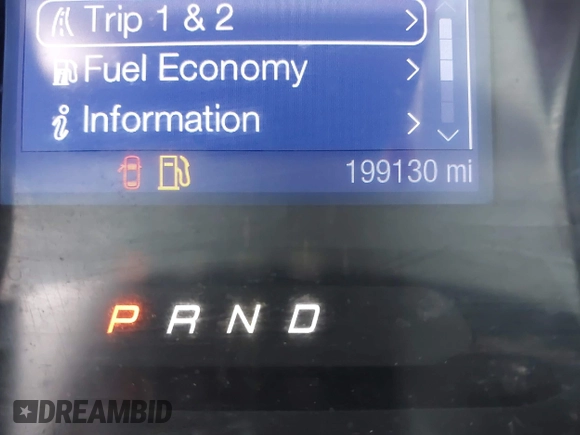 Trip 1 & 2
Fuel Economy
Information
199130 mi
P R N D
DREAMBID